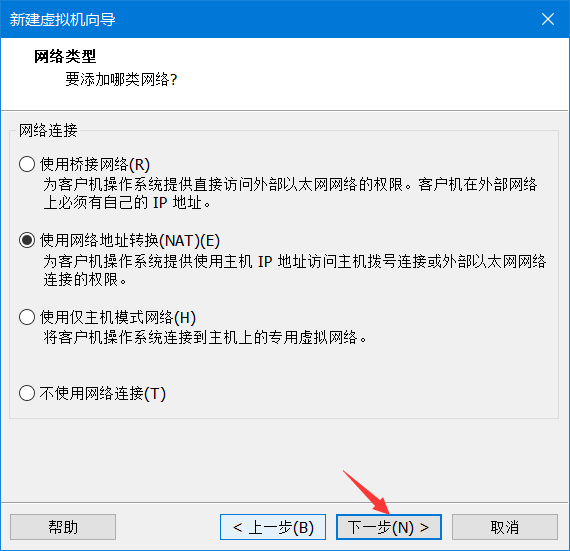 新建虚拟机向导
网络类型
要添加哪类网络?
网络连接
使用桥接网络(R)
为客户机操作系统提供直接访问外部以太网网络的权限。客户机在外部网络
上必须有自己的 IP 地址。
使用网络地址转换(NAT)(E)
为客户机操作系统提供使用主机 IP 地址访问主机拨号连接或外部以太网网络
连接的权限。
使用仅主机模式网络(H)
将客户机操作系统连接到主机上的专用虚拟网络。
不使用网络连接(T)
帮助
< 上一步(B)
下一步(N) >
取消